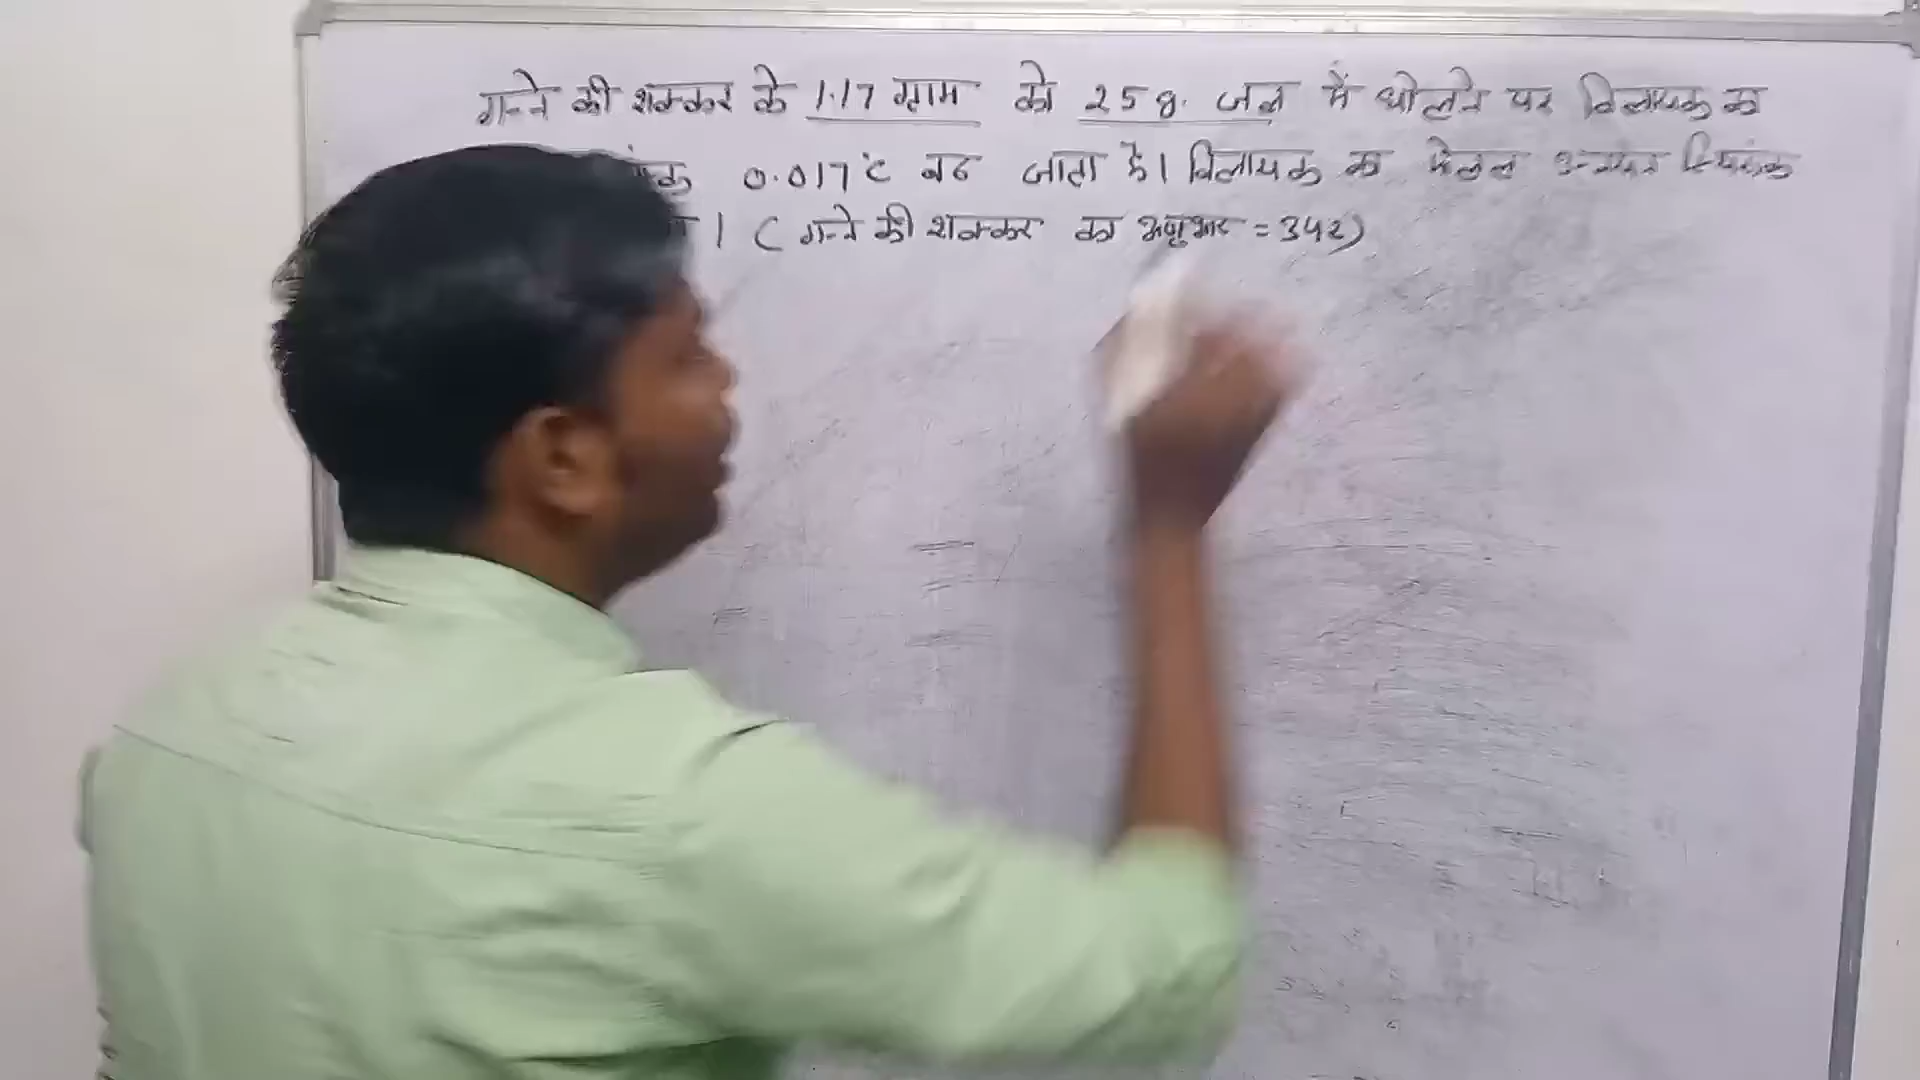 गन्ने की शक्कर के 1.17 ग्राम को 25 g. जल में घोलने पर विलायक का
0.017°C बढ जाता है। विलायक का मोलल उन्नयन स्थिरांक
। ( गन्ने की शक्कर का अणुभार = 342)